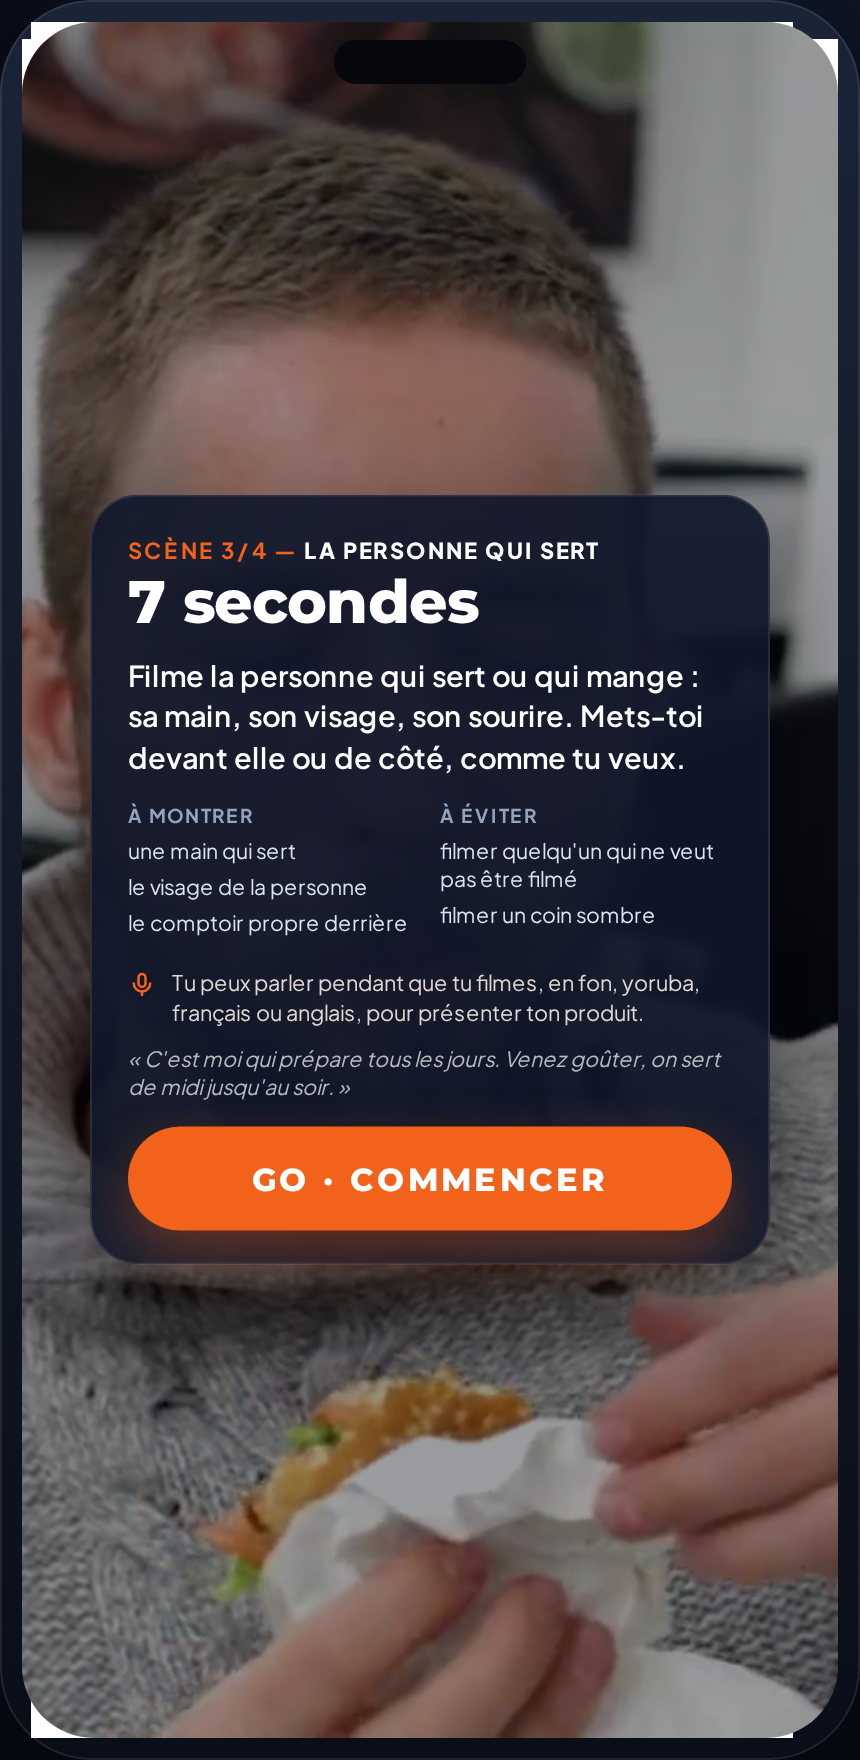 SCÈNE 3/4 — LA PERSONNE QUI SERT
7 secondes
Filme la personne qui sert ou qui mange :
sa main, son visage, son sourire. Mets-toi
devant elle ou de côté, comme tu veux.
À MONTRER
une main qui sert
le visage de la personne
le comptoir propre derrière
À ÉVITER
filmer quelqu'un qui ne veut
pas être filmé
filmer un coin sombre
Tu peux parler pendant que tu filmes, en fon, yoruba,
français ou anglais, pour présenter ton produit.
« C'est moi qui prépare tous les jours. Venez goûter, on sert
de midi jusqu'au soir. »
GO · COMMENCER